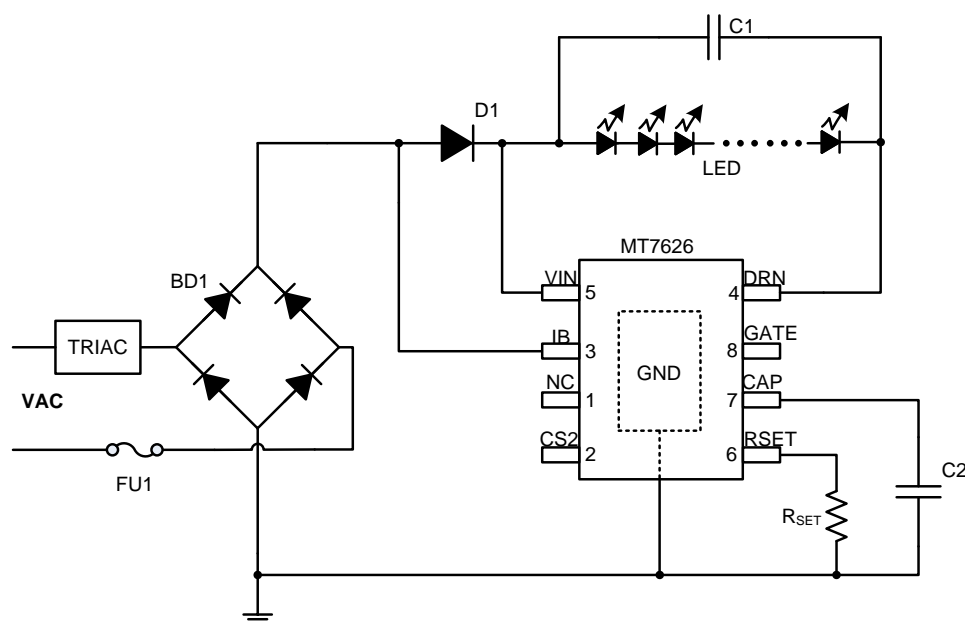 C1
D1
LED
MT7626
BD1
VIN
5
4
DRN
TRIAC
IB
3
8
GATE
GND
VAC
NC
1
7
CAP
CS2
2
6
RSET
FU1
C2
RSET